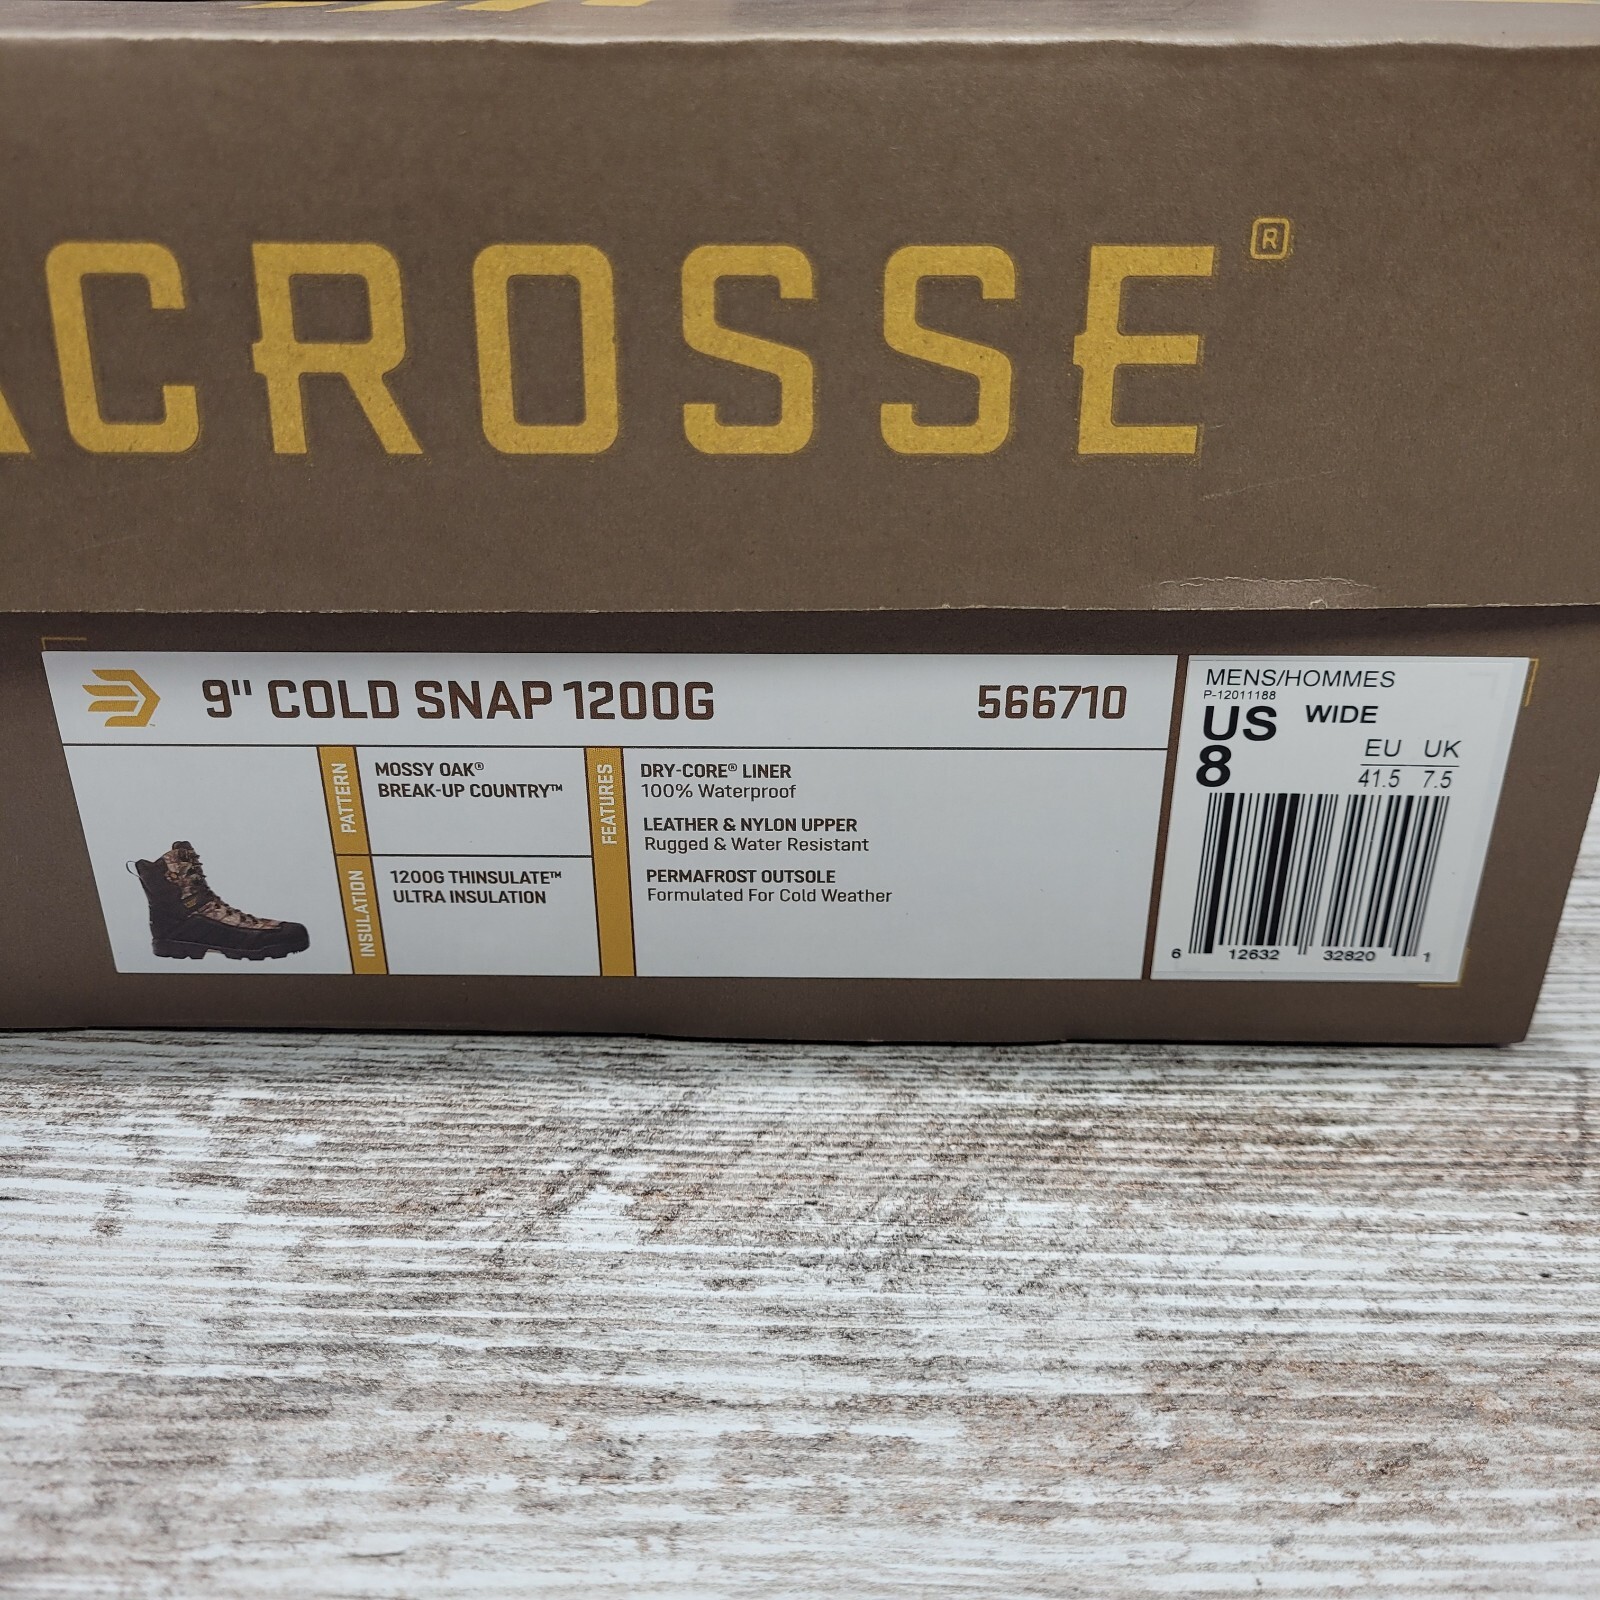 ACROSSE®
9" COLD SNAP 1200G
566710
PATTERN
MOSSY OAK®
BREAK-UP COUNTRY™
INSULATION
1200G THINSULATE™
ULTRA INSULATION
FEATURES
DRY-CORE® LINER
100% Waterproof
LEATHER & NYLON UPPER
Rugged & Water Resistant
PERMAFROST OUTSOLE
Formulated For Cold Weather
MENS/HOMMES
P-12011188
US WIDE
8
EU UK
41.5 7.5
6 12632 32820 1